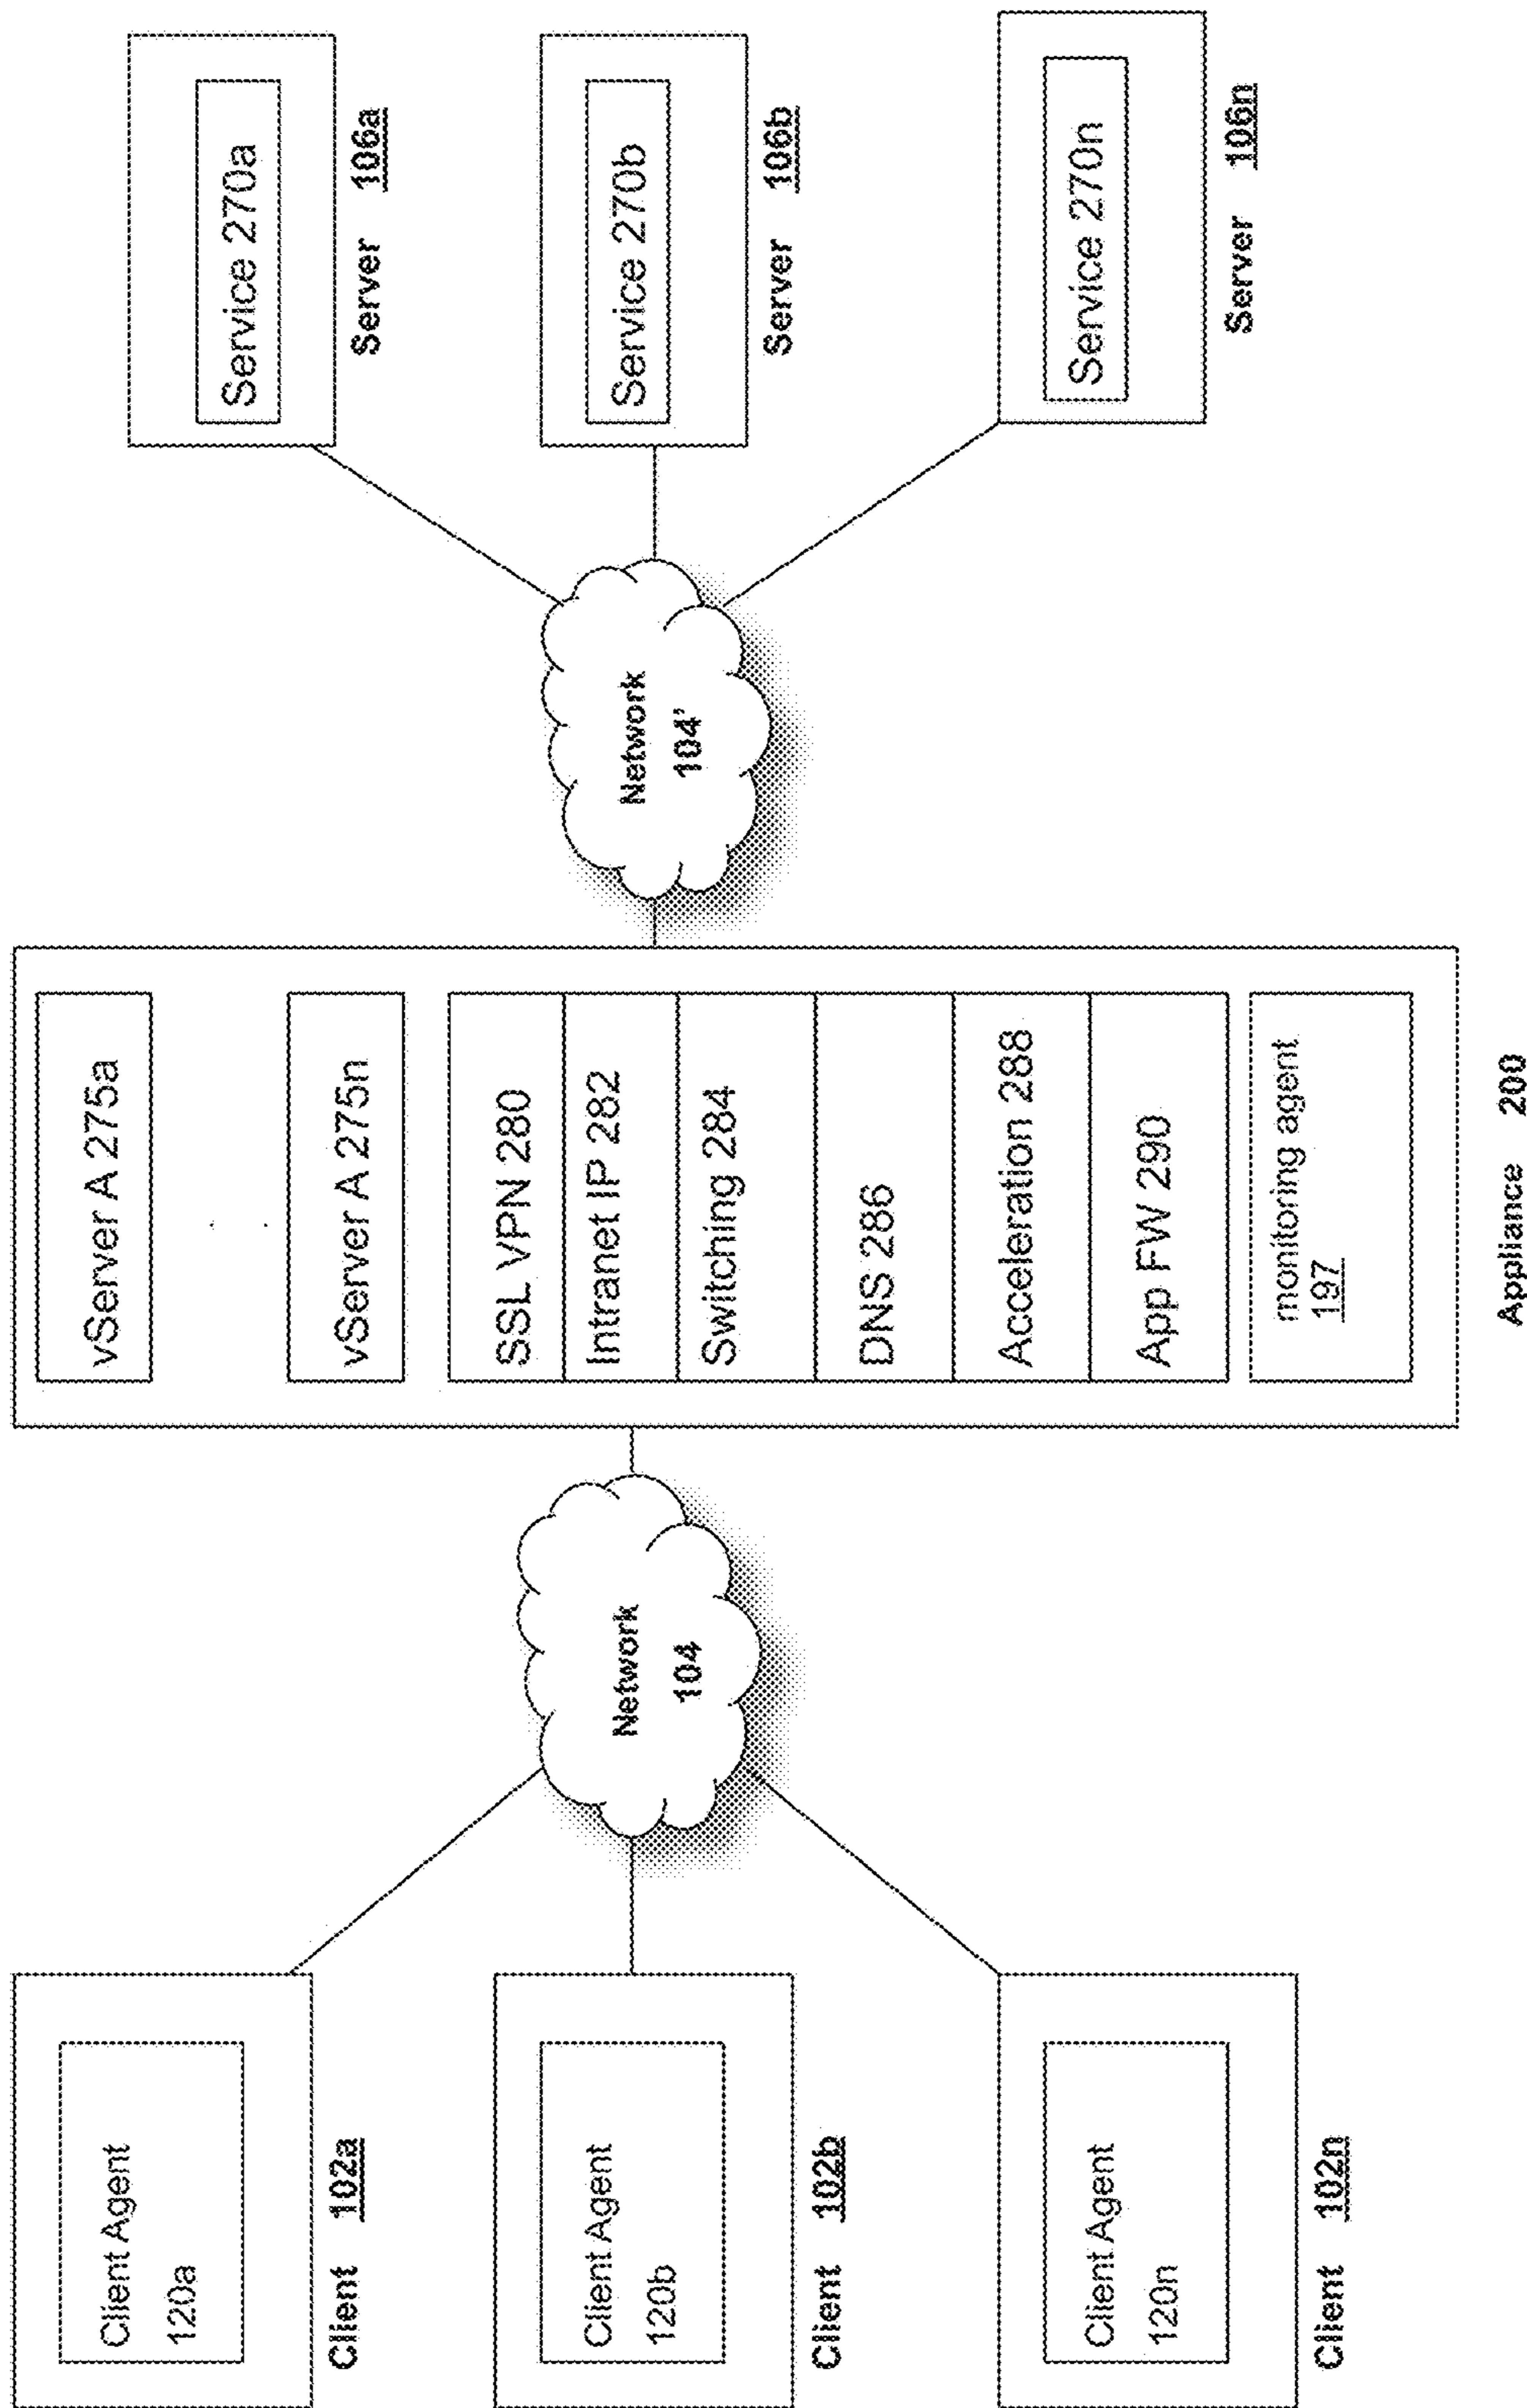 Client Agent
120a
Client 102a
Client Agent
120b
Client 102b
Client Agent
120n
Client 102n
Network
104
vServer A 275a
vServer A 275n
SSL VPN 280
Intranet IP 282
Switching 284
DNS 286
Acceleration 288
App FW 290
monitoring agent
197
Appliance 200
Network
104'
Service 270a
Server 106a
Service 270b
Server 106b
Service 270n
Server 106n